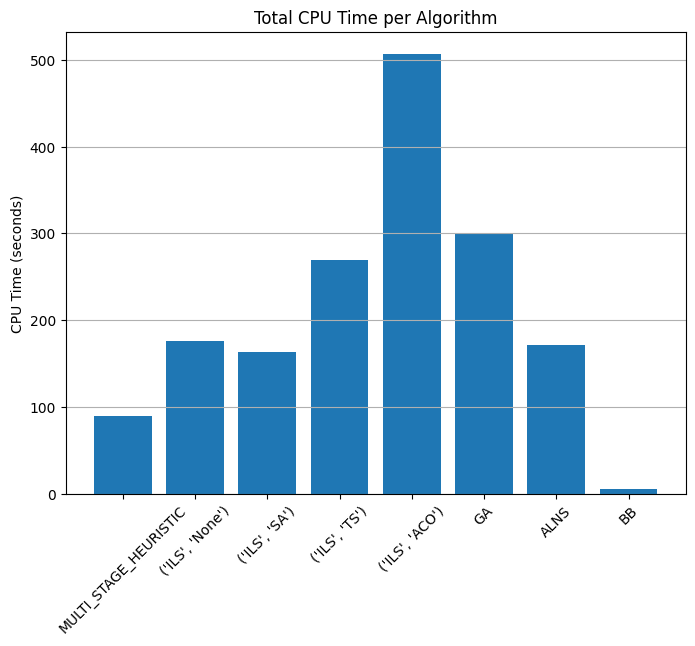 Total CPU Time per Algorithm
CPU Time (seconds)
500
400
300
200
100
0
MULTI_STAGE_HEURISTIC
('ILS', 'None')
('ILS', 'SA')
('ILS', 'TS')
('ILS', 'ACO')
GA
ALNS
BB